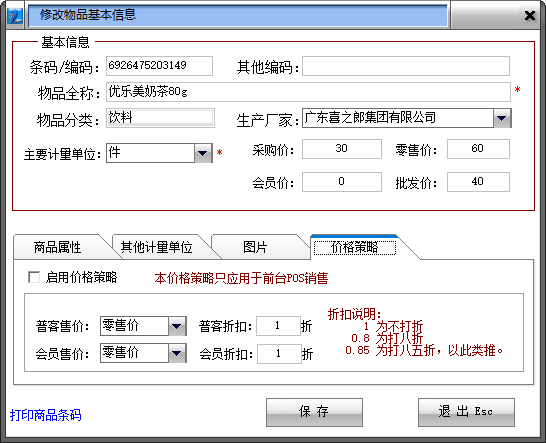 修改物品基本信息
基本信息
条码/编码: 6926475203149 其他编码:
物品全称: 优乐美奶茶80g *
物品分类: 饮料 生产厂家: 广东喜之郎集团有限公司
主要计量单位: 件 * 采购价: 30 零售价: 60
会员价: 0 批发价: 40
商品属性 其他计量单位 图片 价格策略
启用价格策略 本价格策略只应用于前台POS销售
折扣说明:
普客售价: 零售价 普客折扣: 1 折 1 为不打折
0.8 为打八折
会员售价: 零售价 会员折扣: 1 折 0.85 为打八五折，以此类推。
打印商品条码 保 存 退 出 Esc